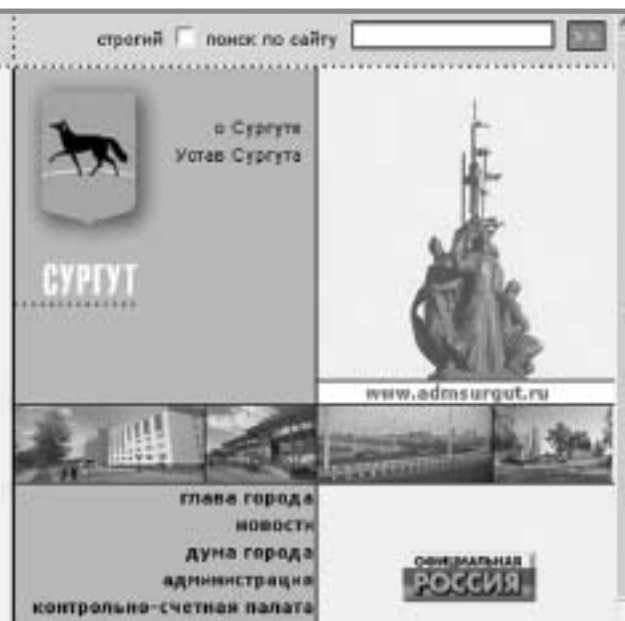 строгий поиск по сайту >>
о Сургуте
Устав Сургута
СУРГУТ
www.admsurgut.ru
глава города
новости
дума города
администрация
контрольно-счетная палата
ОФИЦИАЛЬНАЯ
РОССИЯ